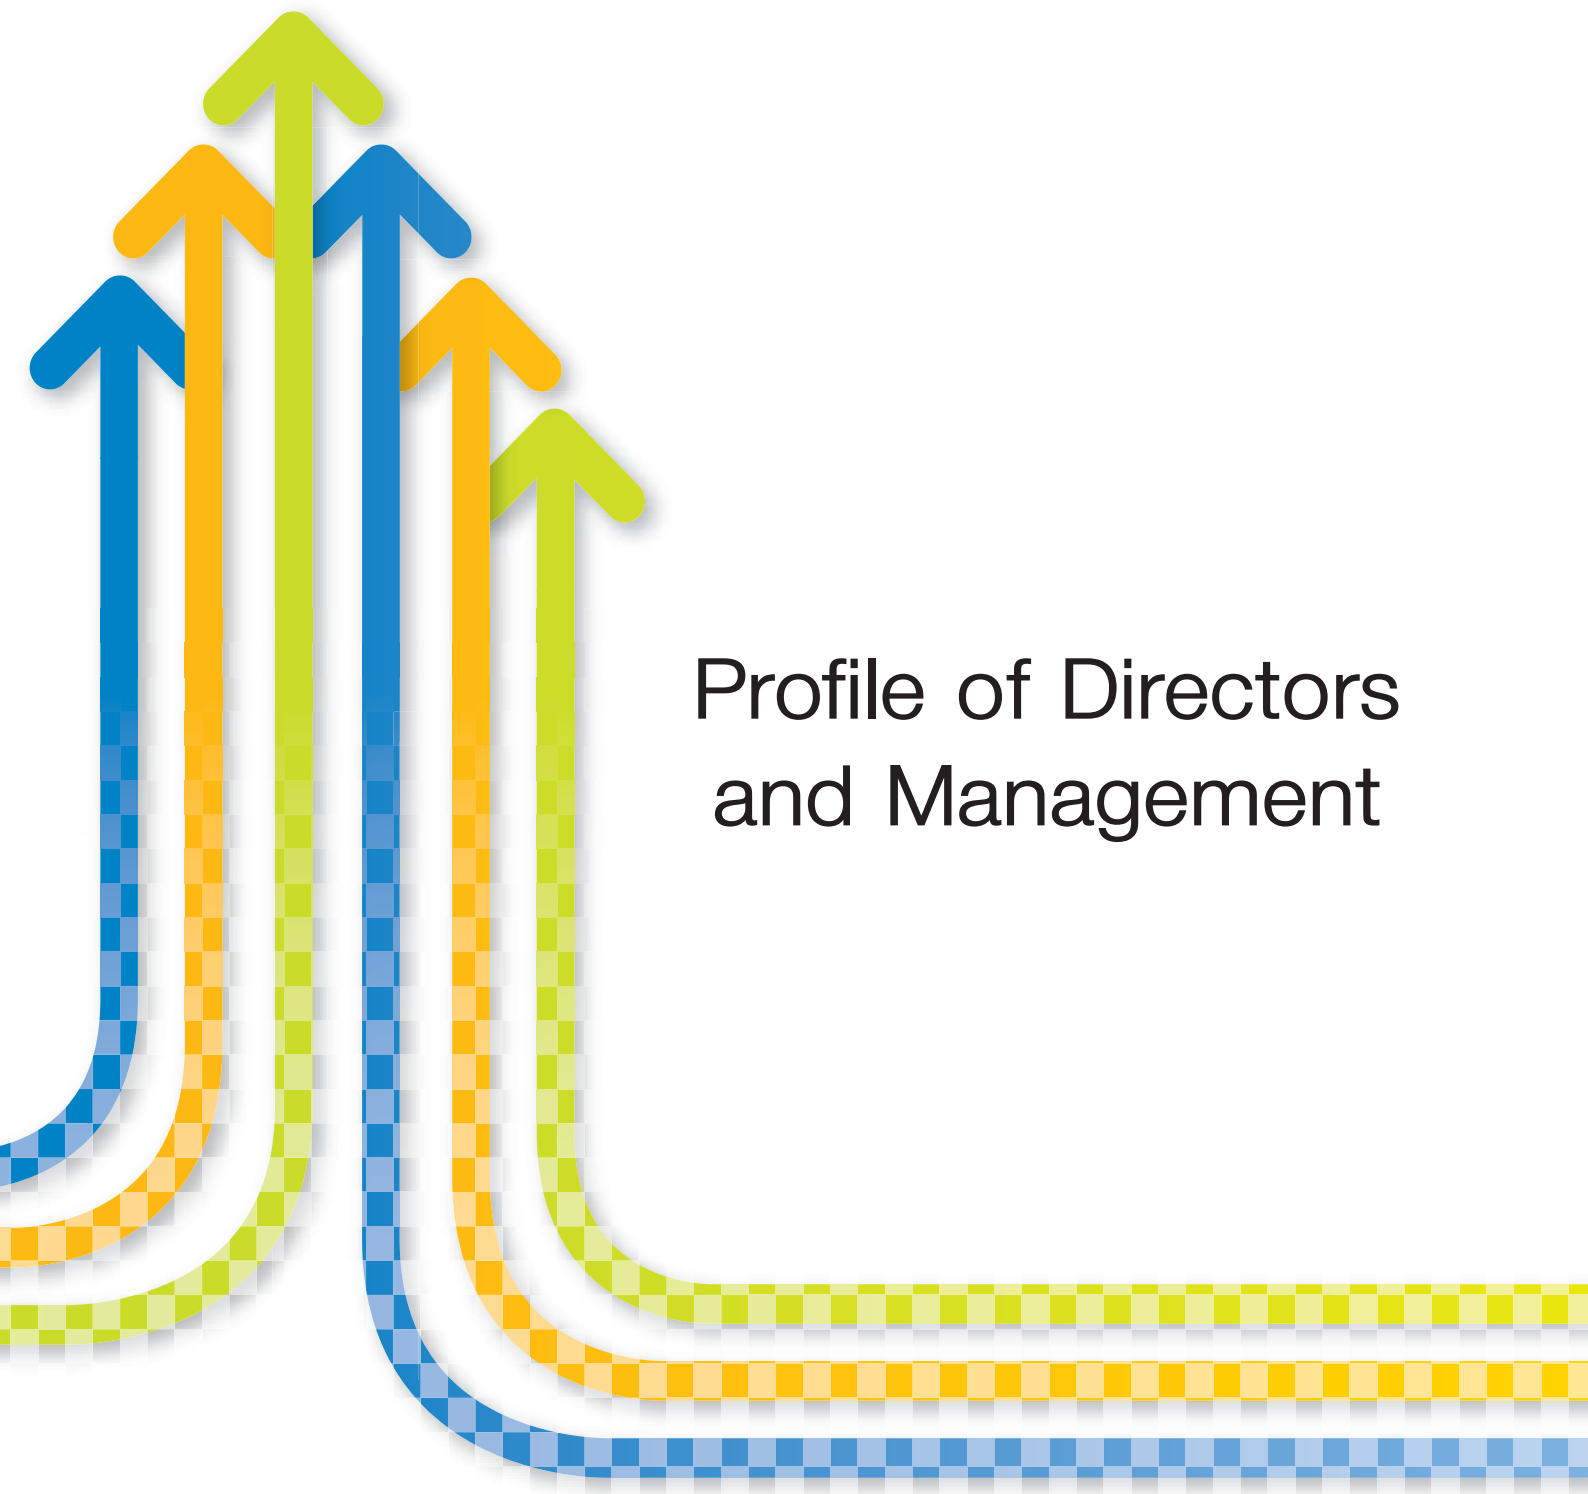 Profile of Directors
and Management